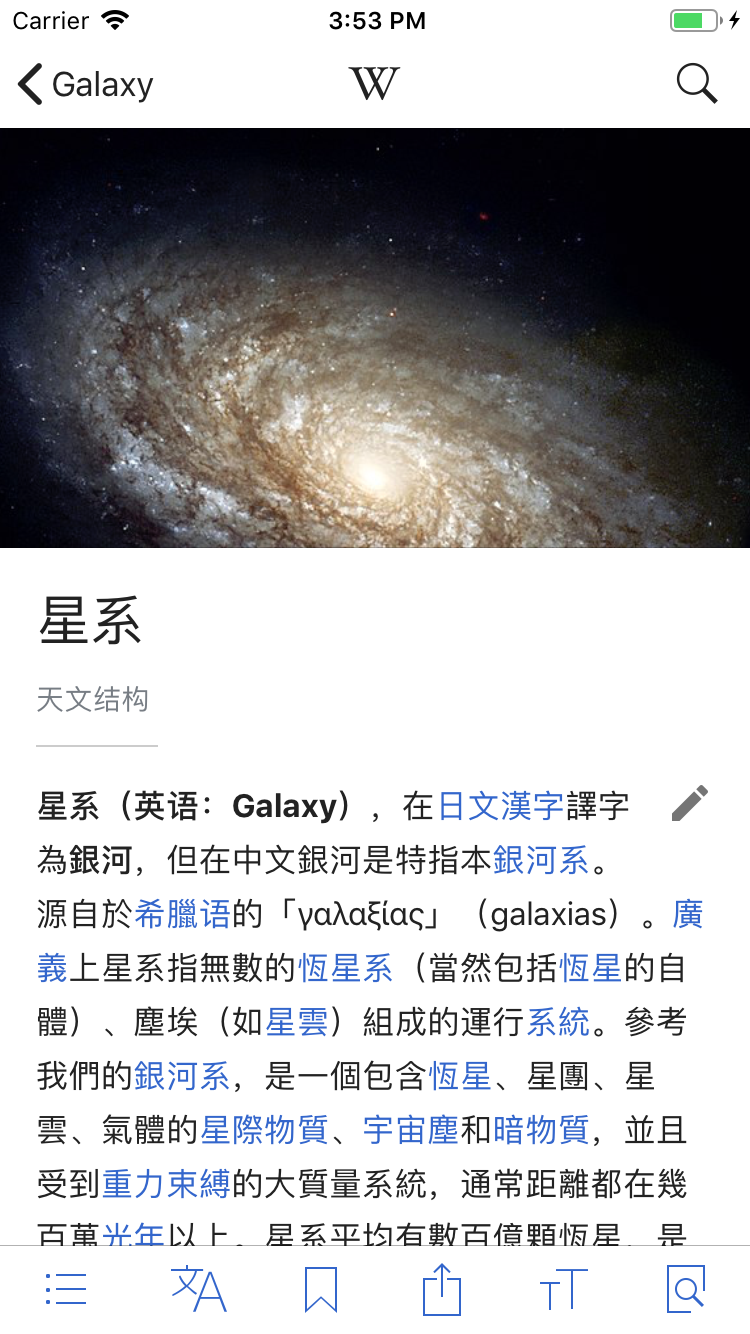 Carrier 3:53 PM
Galaxy W
星系
天文结构
星系（英语：Galaxy），在日文漢字譯字
為銀河，但在中文銀河是特指本銀河系。
源自於希臘语的「γαλαξίας」（galaxias）。廣
義上星系指無數的恆星系（當然包括恆星的自
體）、塵埃（如星雲）組成的運行系統。參考
我們的銀河系，是一個包含恆星、星團、星
雲、氣體的星際物質、宇宙塵和暗物質，並且
受到重力束縛的大質量系統，通常距離都在幾
百萬光年以上。星系平均有數百億顆恆星，是
文A TT